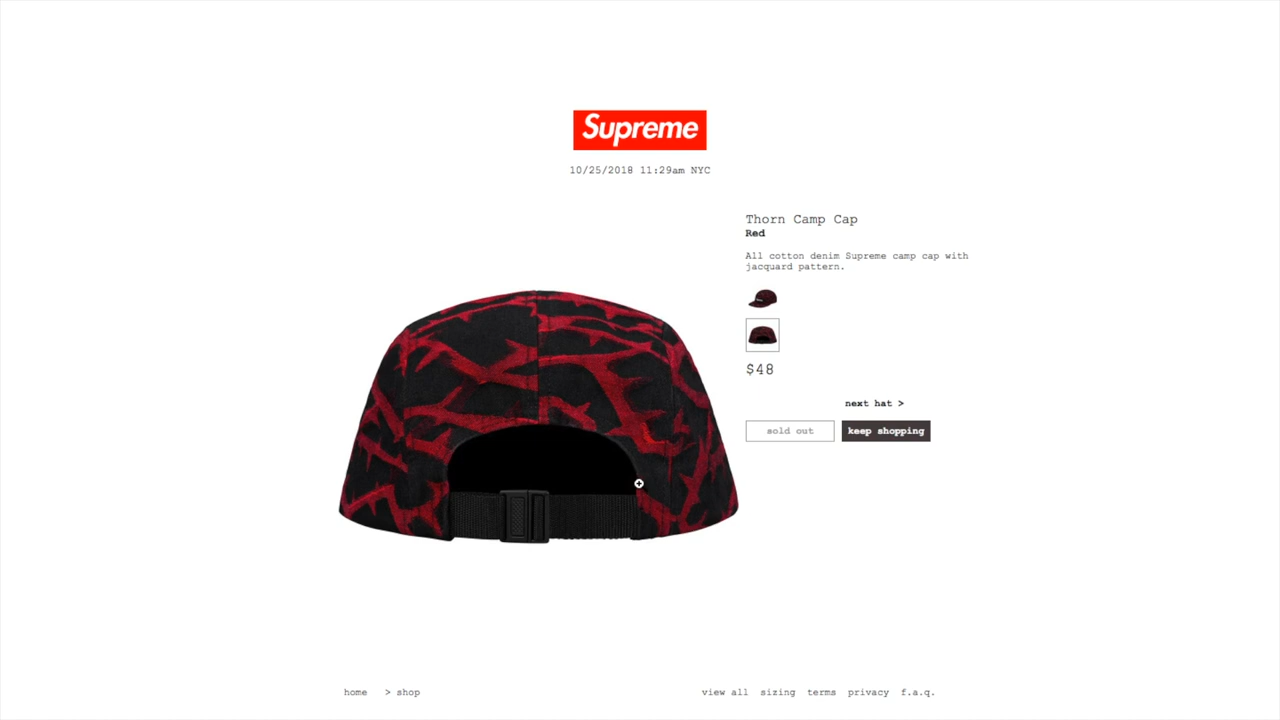 Supreme
10/25/2018 11:29am NYC
Thorn Camp Cap
Red
All cotton denim Supreme camp cap with
jacquard pattern.
$48
next hat >
sold out
keep shopping
home > shop
view all sizing terms privacy f.a.q.